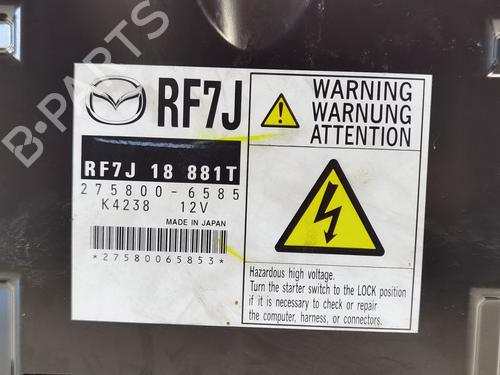 B-PARTS
RF7J
RF7J 18 881T
275800-6585
K4238 12V
MADE IN JAPAN
*27580065853*
WARNING
WARNUNG
ATTENTION
Hazardous high voltage.
Turn the starter switch to the LOCK position
if it is necessary to check or repair
the computer, harness, or connectors.